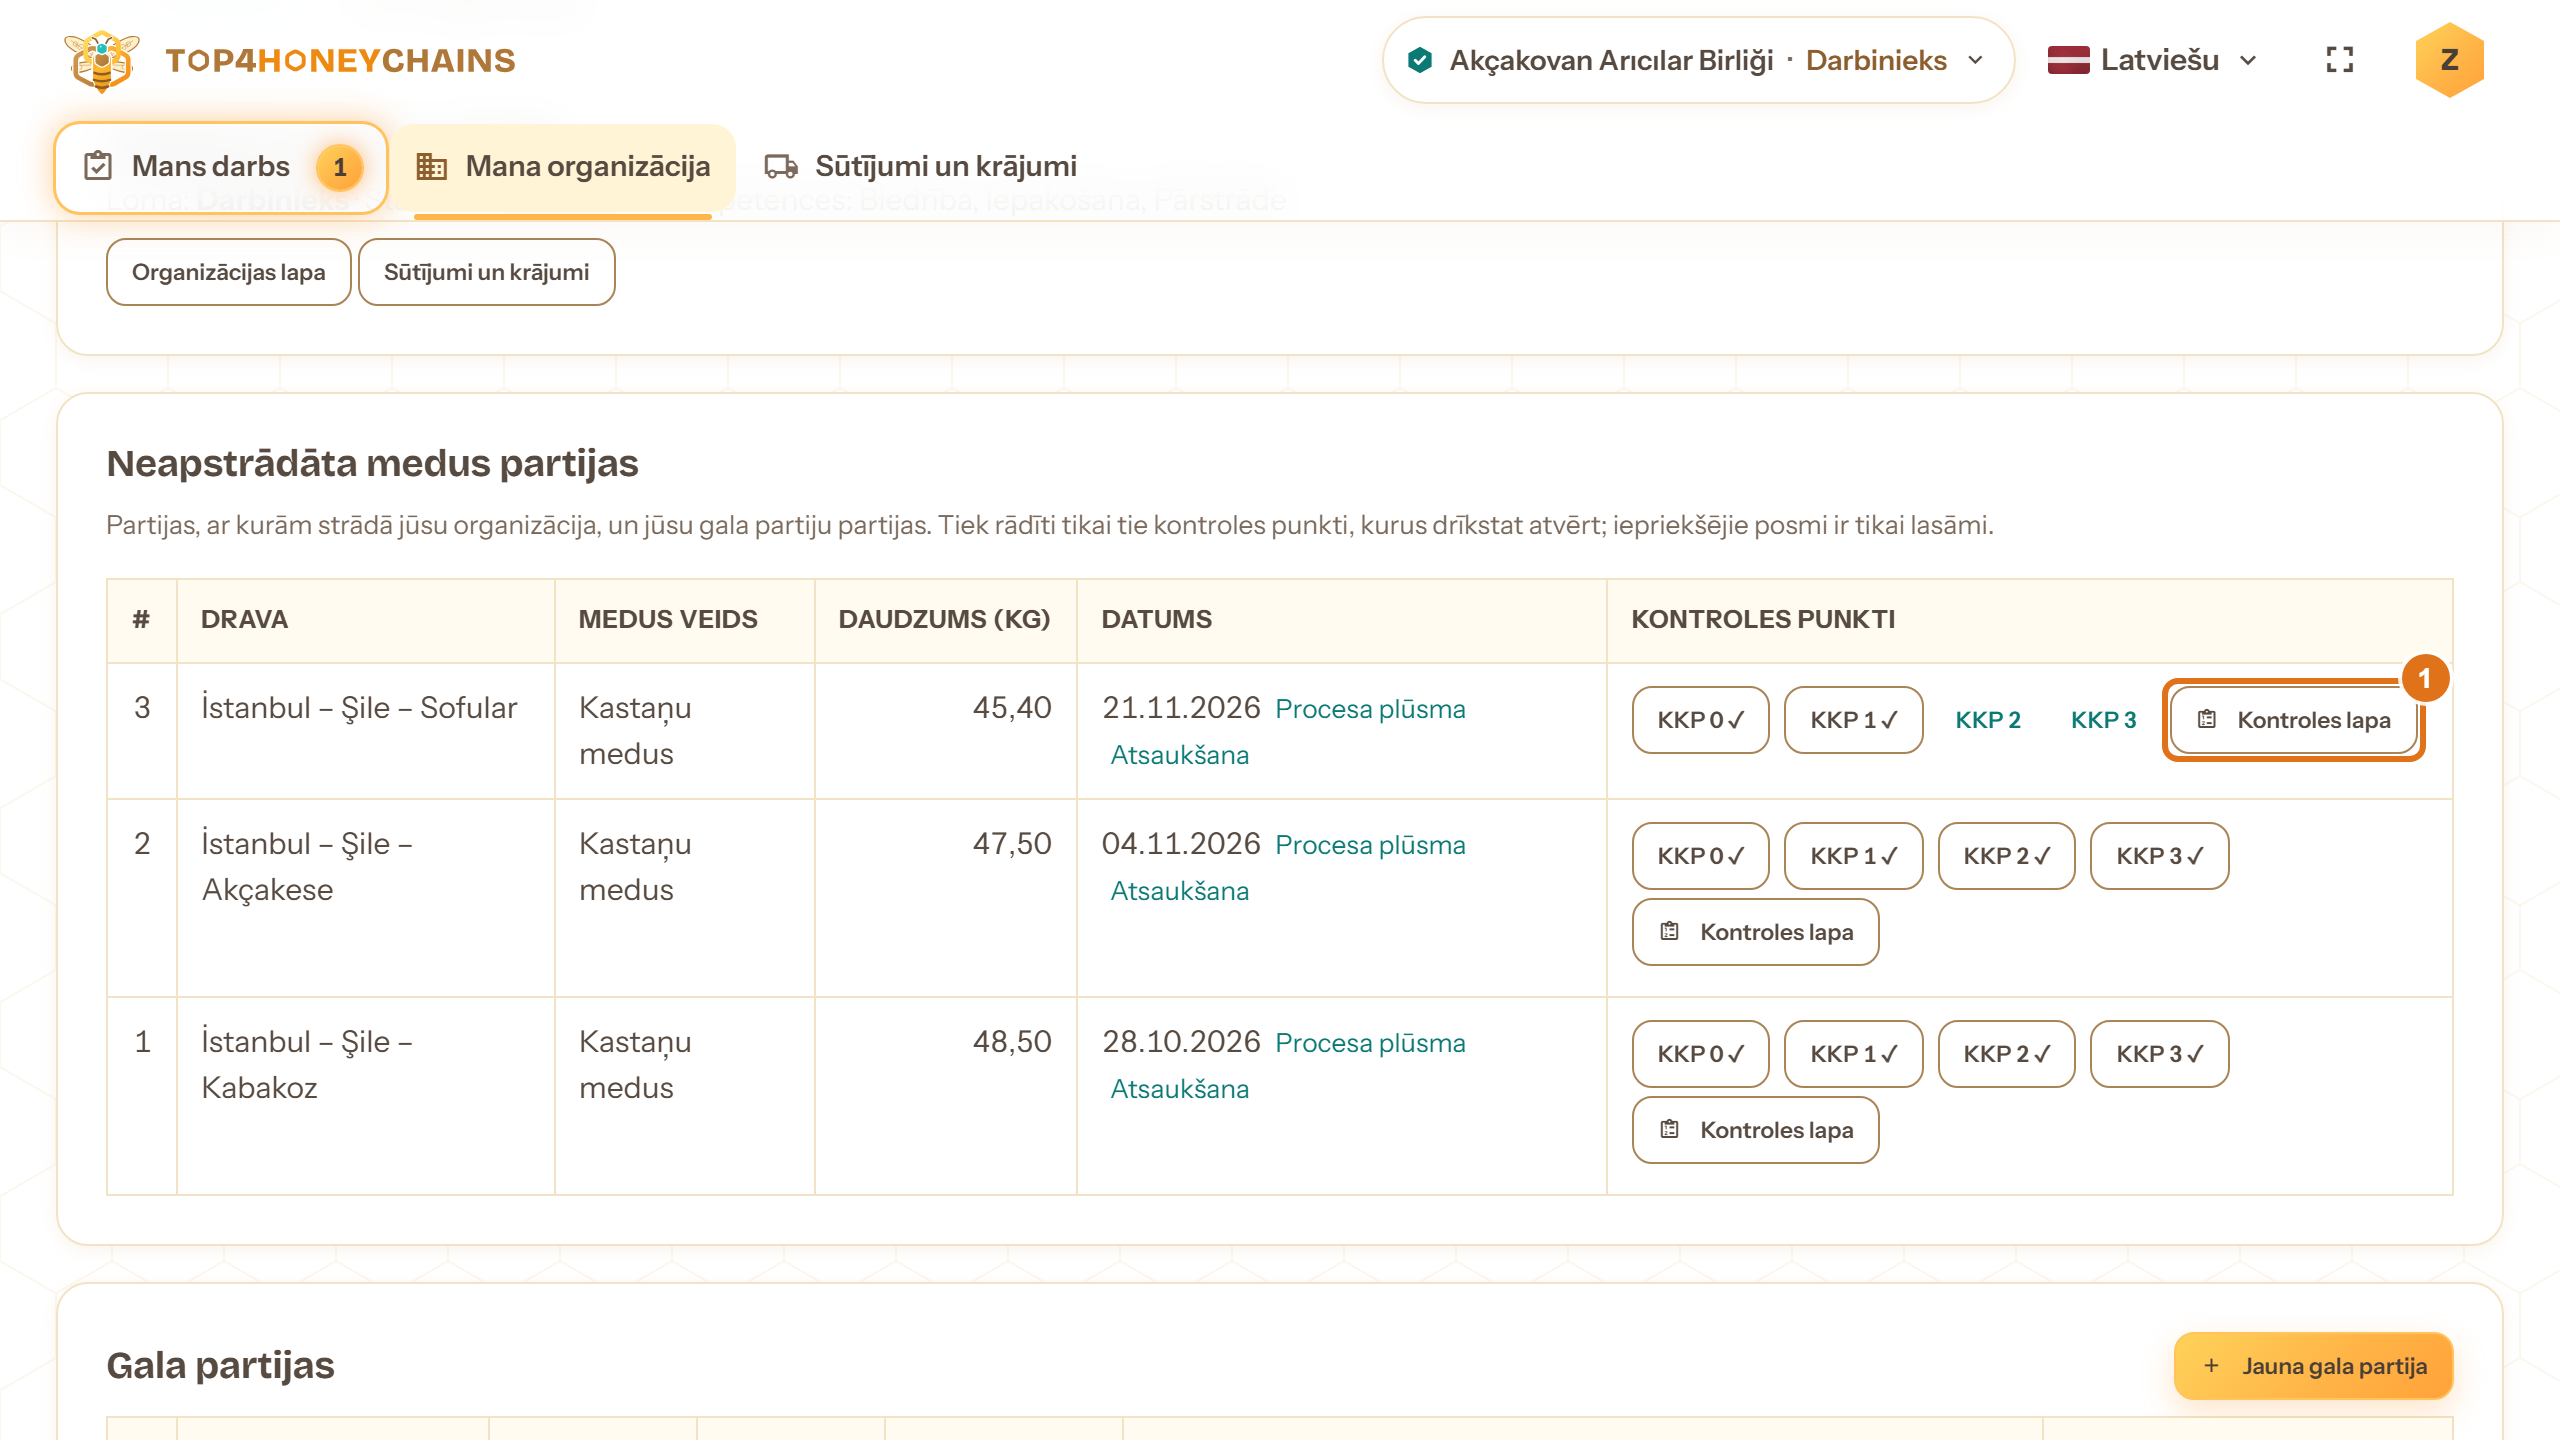 TOP4HONEYCHAINS
Akçakovan Arıcılar Birliği · Darbinieks
Latviešu
Z
Mans darbs 1
Mana organizācija
Sūtījumi un krājumi
Loma: Darbinieks
petences: Biedrība, Iepakošana, Pārstrāde
Organizācijas lapa
Sūtījumi un krājumi
Neapstrādāta medus partijas
Partijas, ar kurām strādā jūsu organizācija, un jūsu gala partiju partijas. Tiek rādīti tikai tie kontroles punkti, kurus drīkstat atvērt; iepriekšējie posmi ir tikai lasāmi.
# DRAVA MEDUS VEIDS DAUDZUMS (KG) DATUMS KONTROLES PUNKTI
1
3 İstanbul – Şile – Sofular Kastaņu 45,40 21.11.2026 Procesa plūsma KKP 0 ✓ KKP 1 ✓ KKP 2 KKP 3 Kontroles lapa
medus Atsaukšana
2 İstanbul – Şile – Kastaņu 47,50 04.11.2026 Procesa plūsma KKP 0 ✓ KKP 1 ✓ KKP 2 ✓ KKP 3 ✓
Akçakese medus Atsaukšana
Kontroles lapa
1 İstanbul – Şile – Kastaņu 48,50 28.10.2026 Procesa plūsma KKP 0 ✓ KKP 1 ✓ KKP 2 ✓ KKP 3 ✓
Kabakoz medus Atsaukšana
Kontroles lapa
Gala partijas
+ Jauna gala partija